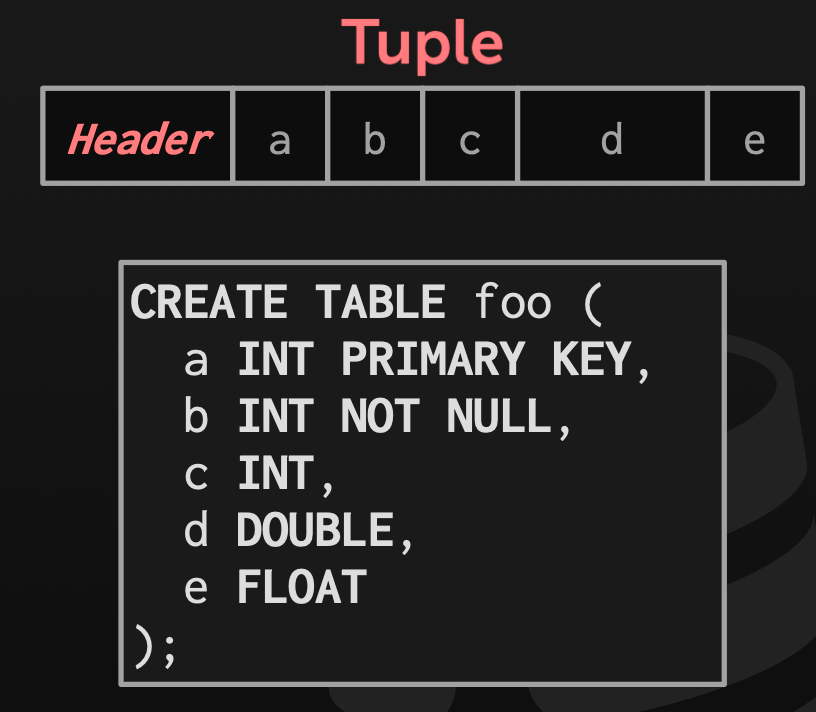 Tuple
Header a b c d e
CREATE TABLE foo (
  a INT PRIMARY KEY,
  b INT NOT NULL,
  c INT,
  d DOUBLE,
  e FLOAT
);